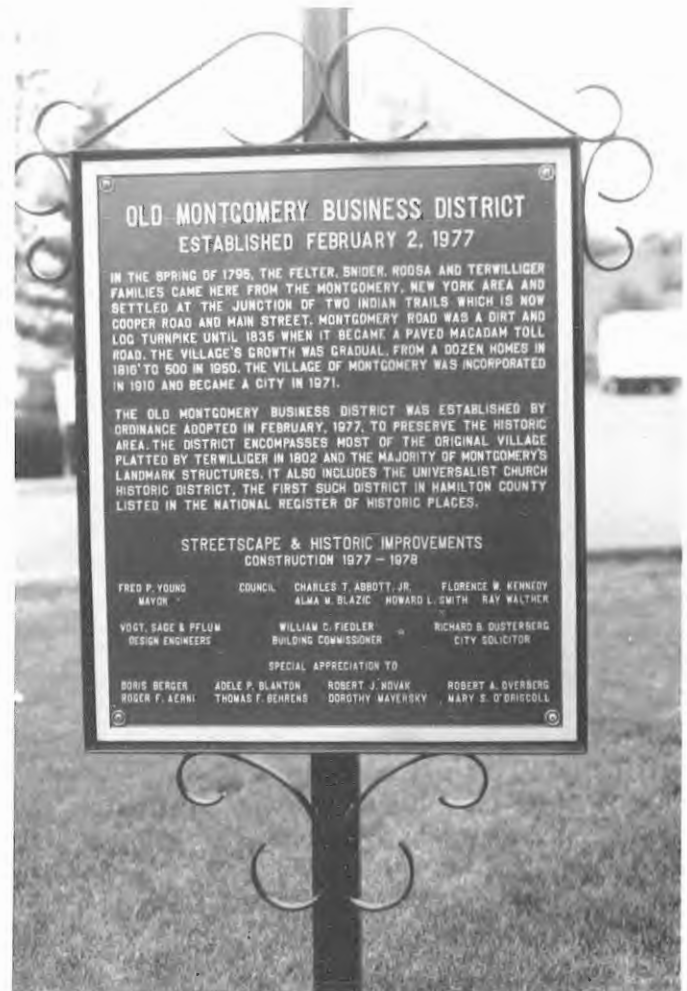 OLD MONTGOMERY BUSINESS DISTRICT
ESTABLISHED FEBRUARY 2, 1977
IN THE SPRING OF 1795, THE FELTER, SNIDER, ROOSA AND TERWILLIGER
FAMILIES CAME HERE FROM THE MONTGOMERY, NEW YORK AREA AND
SETTLED AT THE JUNCTION OF TWO INDIAN TRAILS WHICH IS NOW
COOPER ROAD AND MAIN STREET. MONTGOMERY ROAD WAS A DIRT AND
LOG TURNPIKE UNTIL 1835 WHEN IT BECAME A PAVED MACADAM TOLL
ROAD. THE VILLAGE'S GROWTH WAS GRADUAL, FROM A DOZEN HOMES IN
1816 TO 500 IN 1950. THE VILLAGE OF MONTGOMERY WAS INCORPORATED
IN 1910 AND BECAME A CITY IN 1971.
THE OLD MONTGOMERY BUSINESS DISTRICT WAS ESTABLISHED BY
ORDINANCE ADOPTED IN FEBRUARY, 1977, TO PRESERVE THE HISTORIC
AREA. THE DISTRICT ENCOMPASSES MOST OF THE ORIGINAL VILLAGE
PLATTED BY TERWILLIGER IN 1802 AND THE MAJORITY OF MONTGOMERY'S
LANDMARK STRUCTURES. IT ALSO INCLUDES THE UNIVERSALIST CHURCH
HISTORIC DISTRICT, THE FIRST SUCH DISTRICT IN HAMILTON COUNTY
LISTED IN THE NATIONAL REGISTER OF HISTORIC PLACES.
STREETSCAPE & HISTORIC IMPROVEMENTS
CONSTRUCTION 1977 - 1978
FRED P. YOUNG COUNCIL CHARLES T. ABBOTT, JR. FLORENCE W. KENNEDY
MAYOR ALMA M. BLAZIC HOWARD L. SMITH RAY WALTHER
VOGT, SAGE & PFLUM WILLIAM C. FIEDLER RICHARD B. DUSTERBERG
DESIGN ENGINEERS BUILDING COMMISSIONER CITY SOLICITOR
SPECIAL APPRECIATION TO
DORIS BERGER ADELE P. BLANTON ROBERT J. NOVAK ROBERT A. OVERBERG
ROGER F. AERNI THOMAS F. BEHRENS DOROTHY MAYERSKY MARY S. O'DRISCOLL